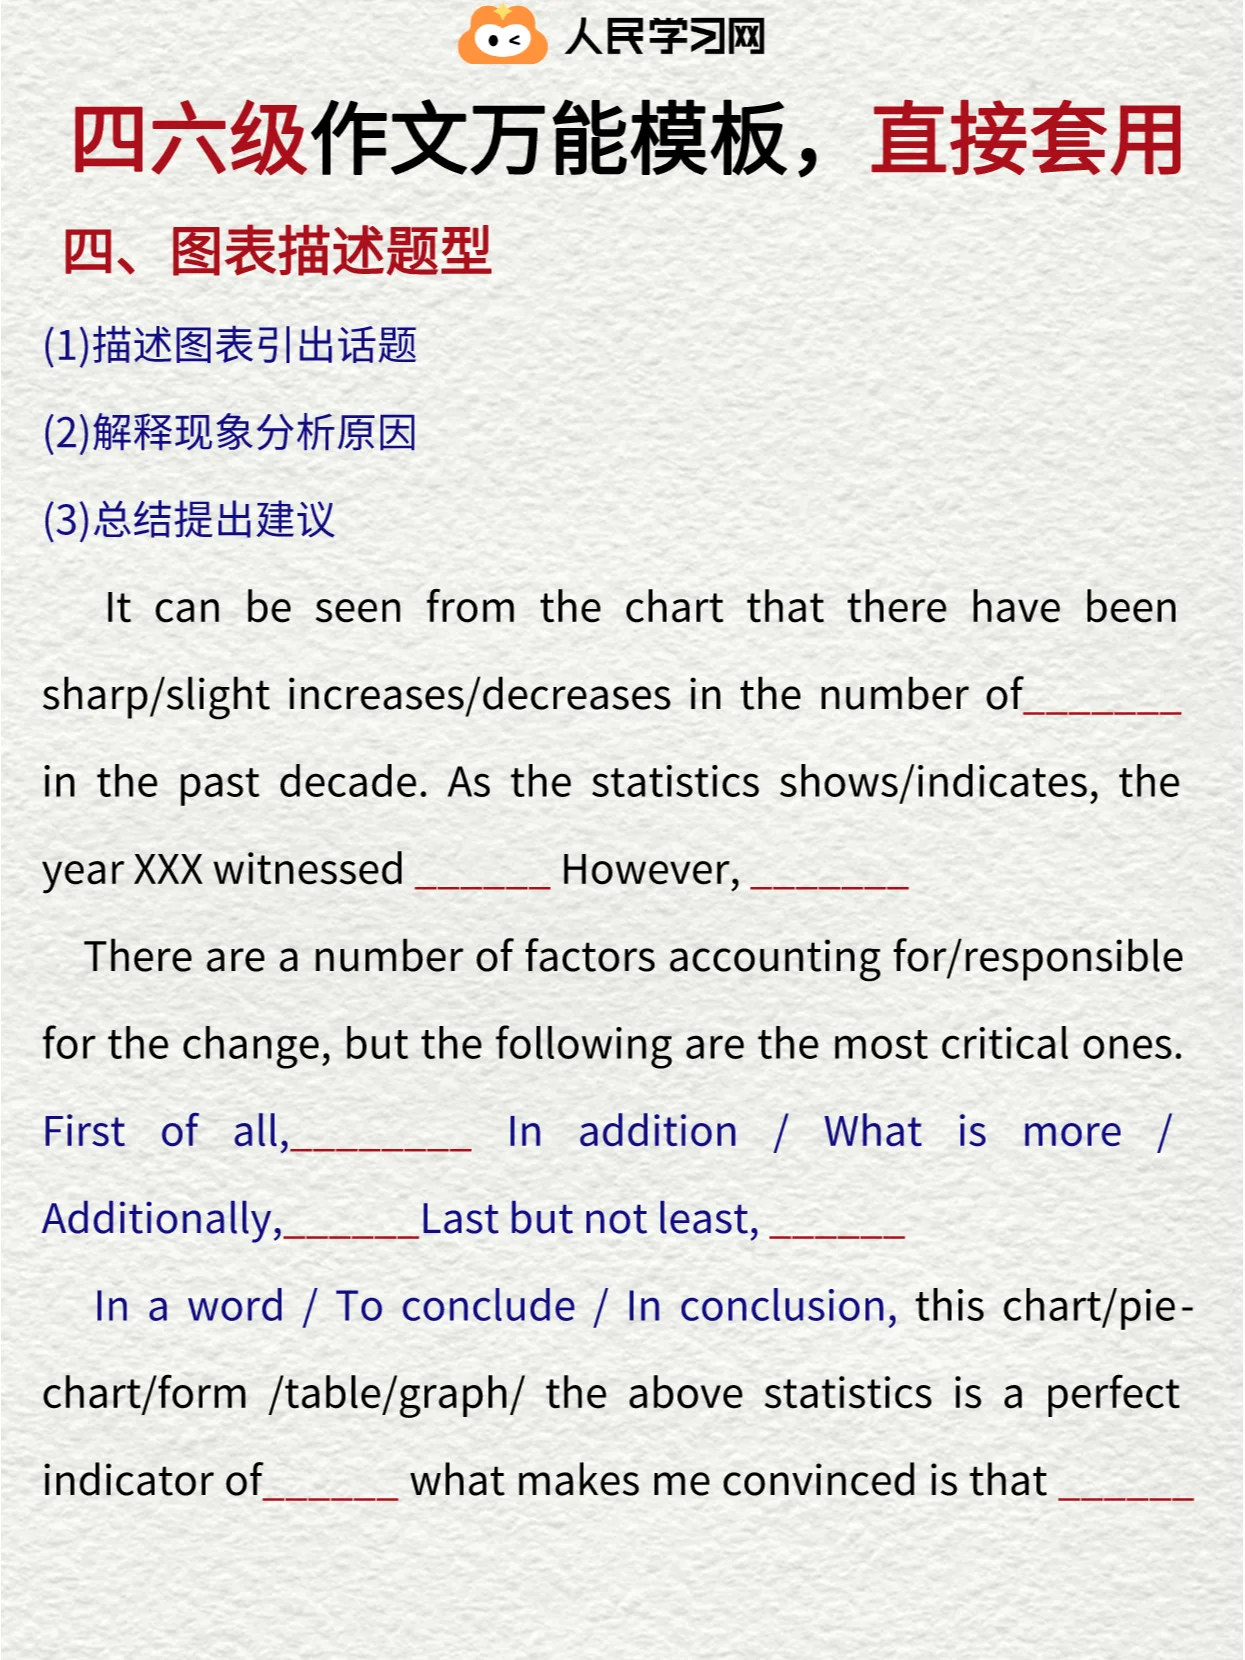 人民学习网
四六级作文万能模板，直接套用
四、图表描述题型
(1)描述图表引出话题
(2)解释现象分析原因
(3)总结提出建议
It can be seen from the chart that there have been
sharp/slight increases/decreases in the number of_______
in the past decade. As the statistics shows/indicates, the
year XXX witnessed ______ However, _______
There are a number of factors accounting for/responsible
for the change, but the following are the most critical ones.
First of all,________ In addition / What is more /
Additionally,______Last but not least, ______
In a word / To conclude / In conclusion, this chart/pie-
chart/form /table/graph/ the above statistics is a perfect
indicator of______ what makes me convinced is that ______